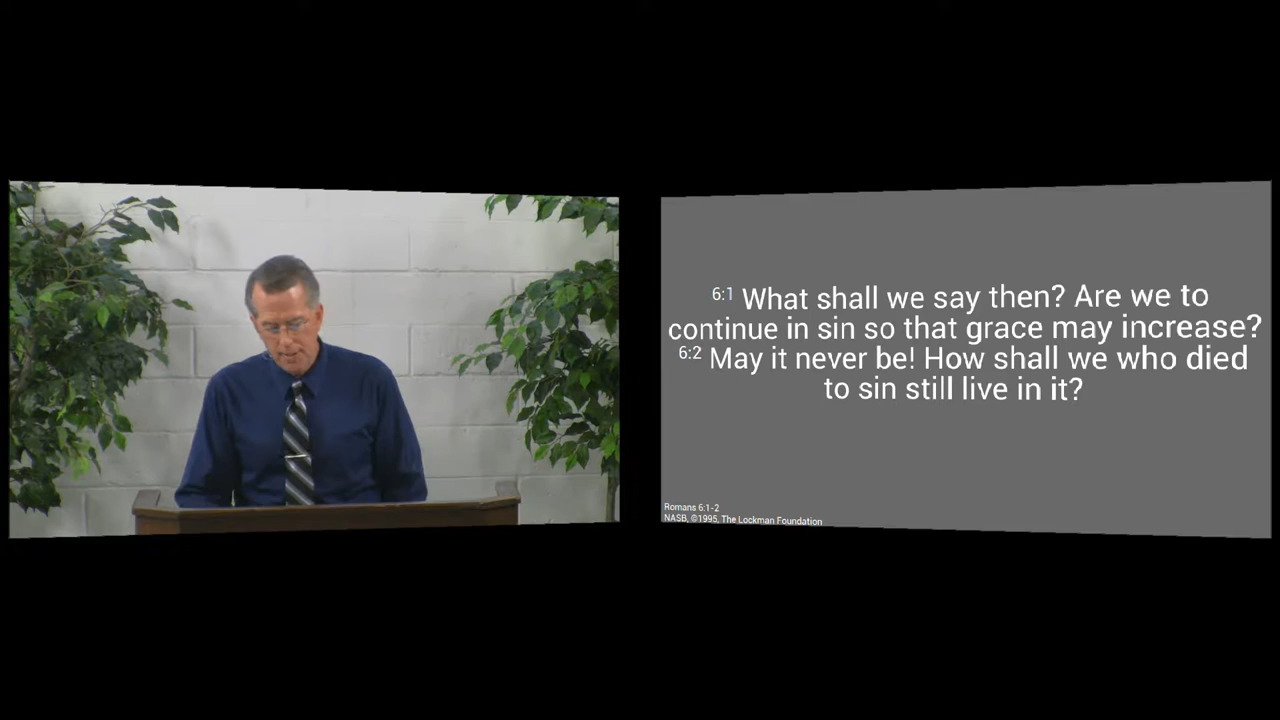 6:1 What shall we say then? Are we to
continue in sin so that grace may increase?
6:2 May it never be! How shall we who died
to sin still live in it?
Romans 6:1-2
NASB, ©1995, The Lockman Foundation